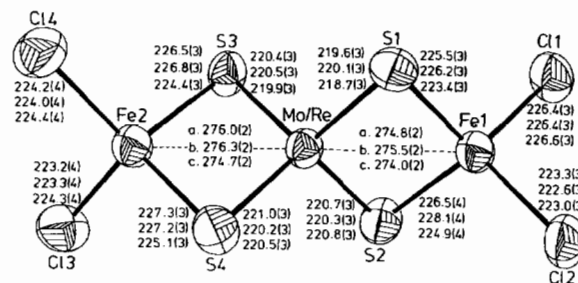 Cl4
224.2(4)
224.0(4)
224.4(4)
Fe2
223.2(4)
223.3(4)
224.3(4)
Cl3
226.5(3)
226.8(3)
224.4(3)
S3
220.4(3)
220.5(3)
219.9(3)
a. 276.0(2)
b. 276.3(2)
c. 274.7(2)
227.3(3)
227.2(3)
225.1(3)
S4
221.0(3)
220.2(3)
220.5(3)
Mo/Re
219.6(3)
220.1(3)
218.7(3)
S1
225.5(3)
226.2(3)
223.4(3)
a. 274.8(2)
b. 275.5(2)
c. 274.0(2)
220.7(3)
220.3(3)
220.8(3)
S2
226.5(4)
228.1(4)
224.9(4)
Fe1
Cl1
226.4(3)
226.4(3)
226.6(3)
223.3(
222.6(
223.0(
Cl2